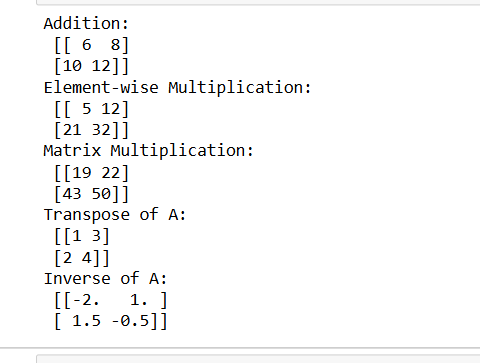 Addition:
 [[ 6  8]
 [10 12]]
Element-wise Multiplication:
 [[ 5 12]
 [21 32]]
Matrix Multiplication:
 [[19 22]
 [43 50]]
Transpose of A:
 [[1 3]
 [2 4]]
Inverse of A:
 [[-2.   1. ]
 [ 1.5 -0.5]]